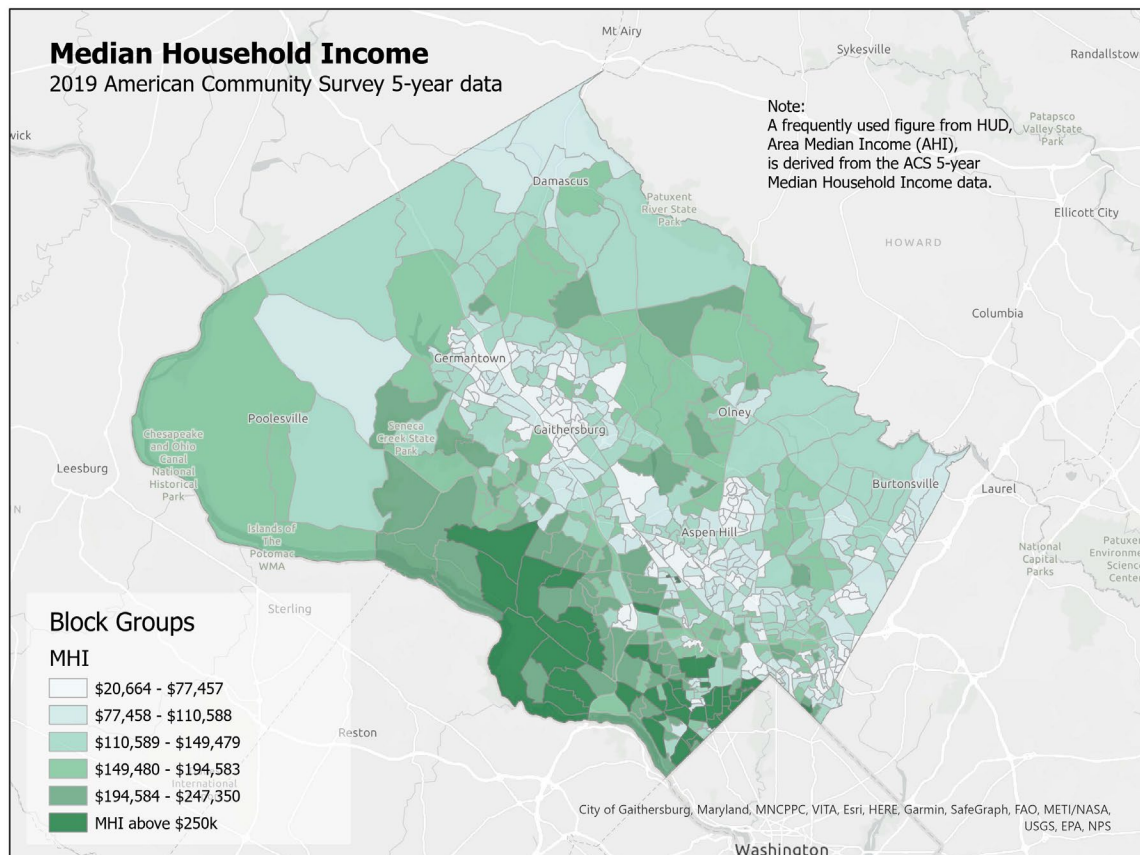 Median Household Income
2019 American Community Survey 5-year data
Mt Airy
Sykesville
Randallstown
Note:
A frequently used figure from HUD,
Area Median Income (AHI),
is derived from the ACS 5-year
Median Household Income data.
Patapsco
Valley State
Park
wick
Damascus
Patuxent
River State
Park
Ellicott City
HOWARD
Columbia
Germantown
Olney
Poolesville
Seneca
Creek State
Park
Gaithersburg
Chesapeake
and Ohio
Canal
National
Historical
Park
Leesburg
Burtonsville
Laurel
Aspen Hill
Islands of
The
Potomac
WMA
National
Capital
Parks
Patuxen
Environme
Science
Center
Sterling
Block Groups
MHI
$20,664 - $77,457
$77,458 - $110,588
$110,589 - $149,479
$149,480 - $194,583
$194,584 - $247,350
MHI above $250k
Reston
International
City of Gaithersburg, Maryland, MNCPPC, VITA, Esri, HERE, Garmin, SafeGraph, FAO, METI/NASA,
USGS, EPA, NPS
Washington